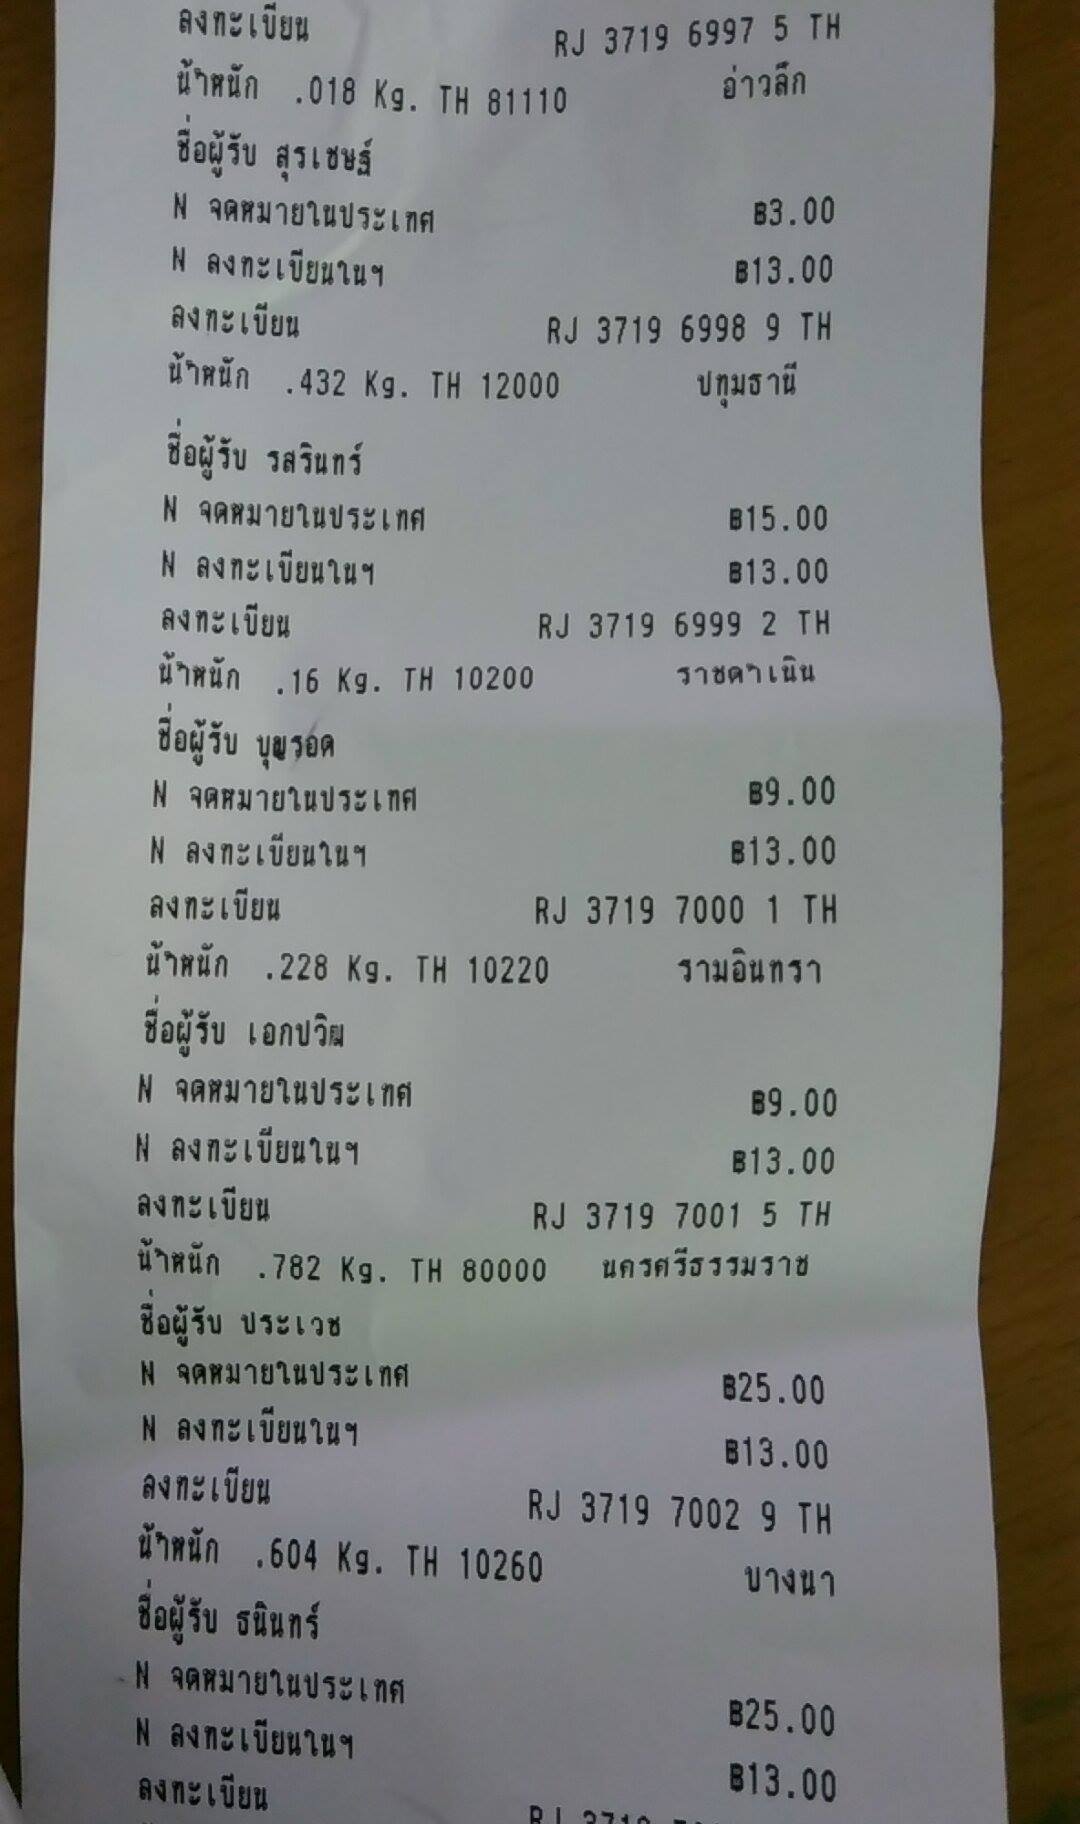 ลงทะเบียน RJ 3719 6997 5 TH
น้ำหนัก .018 Kg. TH 81110 อ่าวลึก
ชื่อผู้รับ สุรเชษฐ์
N จดหมายในประเทศ ฿3.00
N ลงทะเบียนในฯ ฿13.00
ลงทะเบียน RJ 3719 6998 9 TH
น้ำหนัก .432 Kg. TH 12000 ปทุมธานี
ชื่อผู้รับ รสรินทร์
N จดหมายในประเทศ ฿15.00
N ลงทะเบียนในฯ ฿13.00
ลงทะเบียน RJ 3719 6999 2 TH
น้ำหนัก .16 Kg. TH 10200 ราชดำเนิน
ชื่อผู้รับ บุญรอด
N จดหมายในประเทศ ฿9.00
N ลงทะเบียนในฯ ฿13.00
ลงทะเบียน RJ 3719 7000 1 TH
น้ำหนัก .228 Kg. TH 10220 รามอินทรา
ชื่อผู้รับ เอกปวิณ
N จดหมายในประเทศ ฿9.00
N ลงทะเบียนในฯ ฿13.00
ลงทะเบียน RJ 3719 7001 5 TH
น้ำหนัก .782 Kg. TH 80000 นครศรีธรรมราช
ชื่อผู้รับ ประเวช
N จดหมายในประเทศ ฿25.00
N ลงทะเบียนในฯ ฿13.00
ลงทะเบียน RJ 3719 7002 9 TH
น้ำหนัก .604 Kg. TH 10260 บางนา
ชื่อผู้รับ ธนินทร์
N จดหมายในประเทศ ฿25.00
N ลงทะเบียนในฯ ฿13.00
ลงทะเบียน RJ 3719